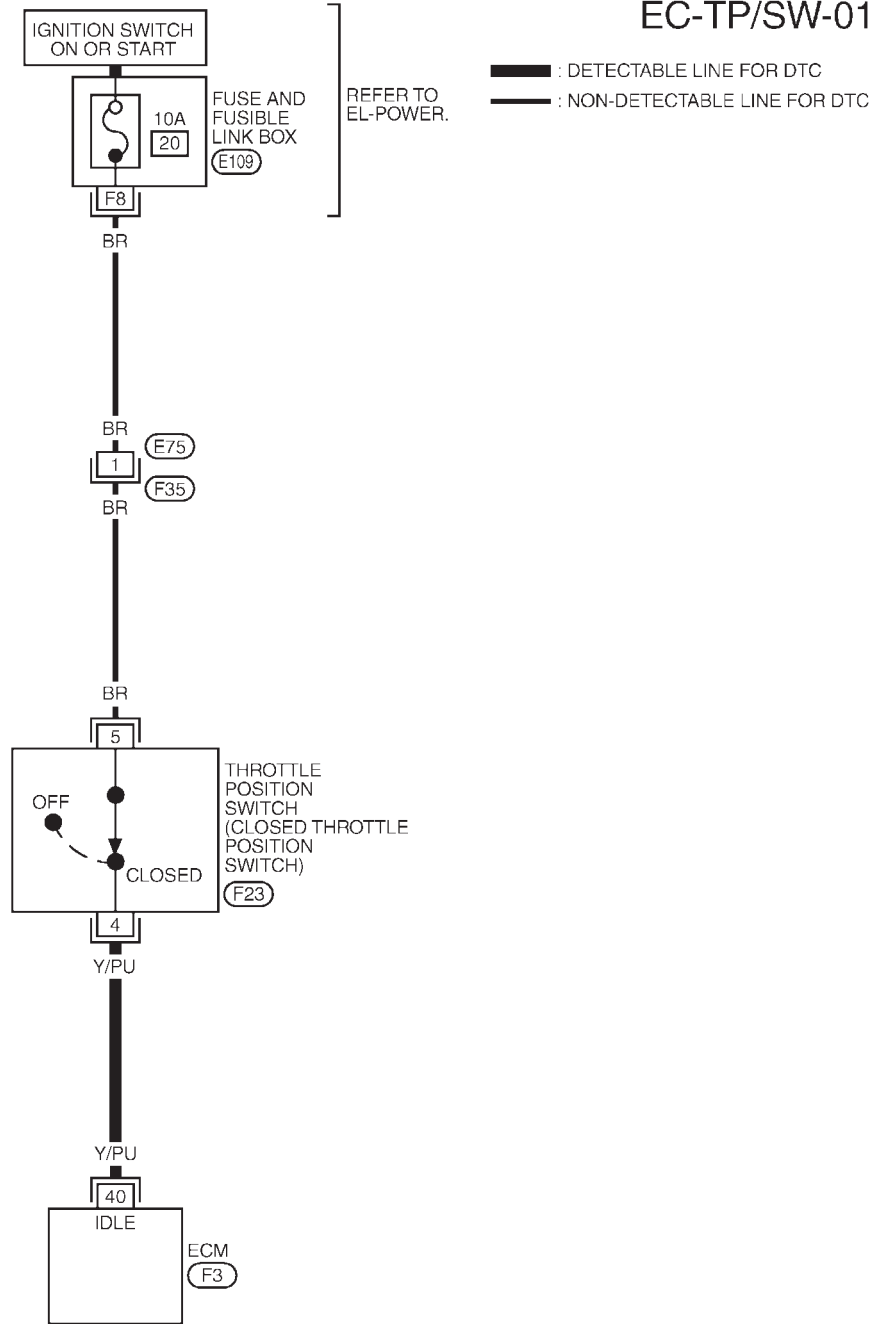 EC-TP/SW-01
IGNITION SWITCH
ON OR START
: DETECTABLE LINE FOR DTC
: NON-DETECTABLE LINE FOR DTC
10A
20
FUSE AND
FUSIBLE
LINK BOX
E109
REFER TO
EL-POWER.
F8
BR
BR
E75
1
F35
BR
BR
5
OFF
CLOSED
THROTTLE
POSITION
SWITCH
(CLOSED THROTTLE
POSITION
SWITCH)
F23
4
Y/PU
Y/PU
40
IDLE
ECM
F3